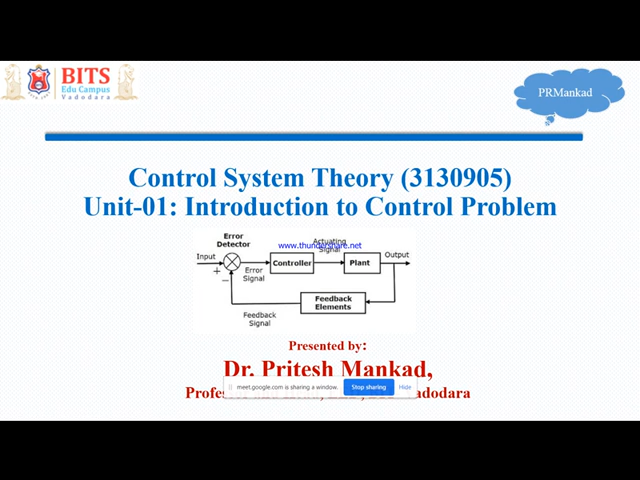 BITS
Edu Campus
Vadodara
PRMankad
Control System Theory (3130905)
Unit-01: Introduction to Control Problem
Error
Detector
www.thundershare.net
Actuating
Signal
Input
Output
Controller
Plant
+
Error
Signal
−
Feedback
Elements
Feedback
Signal
Presented by:
Dr. Pritesh Mankad,
meet.google.com is sharing a window.
Stop sharing
Hide